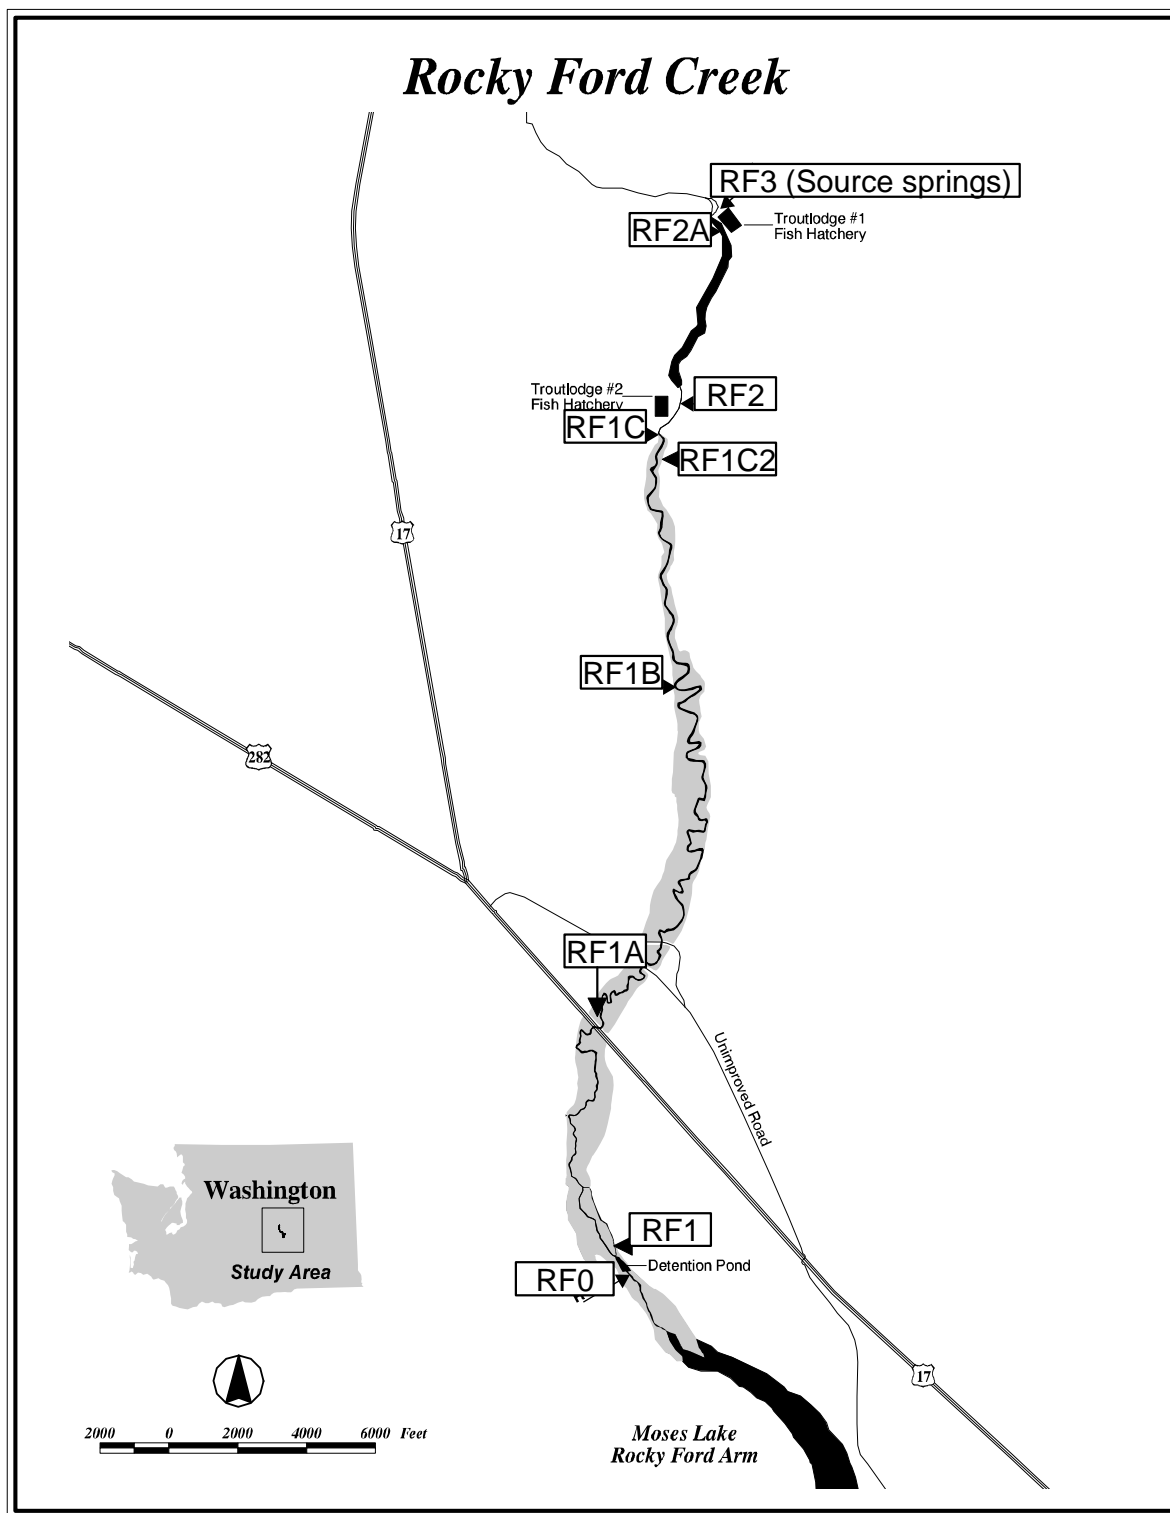 Rocky Ford Creek
RF3 (Source springs)
Troutlodge #1
Fish Hatchery
RF2A
Troutlodge #2
Fish Hatchery
RF2
RF1C
RF1C2
17
RF1B
282
RF1A
Unimproved Road
Washington
Study Area
RF1
Detention Pond
RF0
17
2000 0 2000 4000 6000 Feet
Moses Lake
Rocky Ford Arm